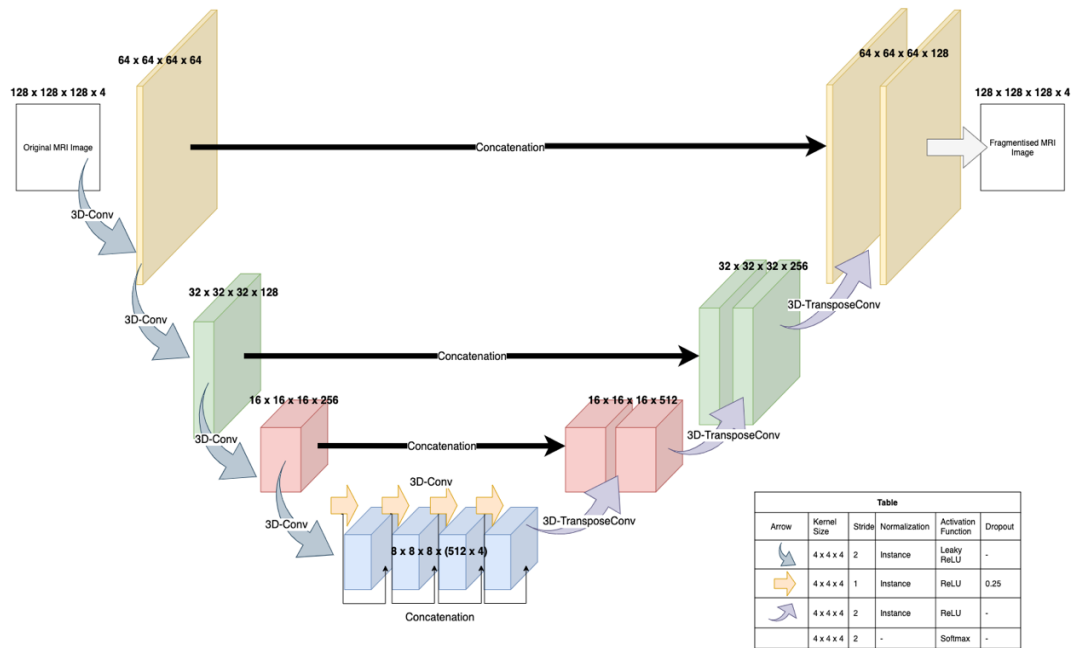 64 x 64 x 64 x 64
64 x 64 x 64 x 128
128 x 128 x 128 x 4
128 x 128 x 128 x 4
Original MRI Image
Concatenation
Fragmentised MRI
Image
3D-Conv
32 x 32 x 32 x 256
32 x 32 x 32 x 128
3D-TransposeConv
3D-Conv
Concatenation
16 x 16 x 16 x 256
16 x 16 x 16 x 512
3D-Conv
Concatenation
3D-TransposeConv
3D-Conv
3D-Conv
3D-TransposeConv
8 x 8 x 8 x (512 x 4)
Concatenation
Table
Arrow Kernel Size Stride Normalization Activation Function Dropout
4 x 4 x 4 2 Instance Leaky ReLU -
4 x 4 x 4 1 Instance ReLU 0.25
4 x 4 x 4 2 Instance ReLU -
4 x 4 x 4 2 - Softmax -